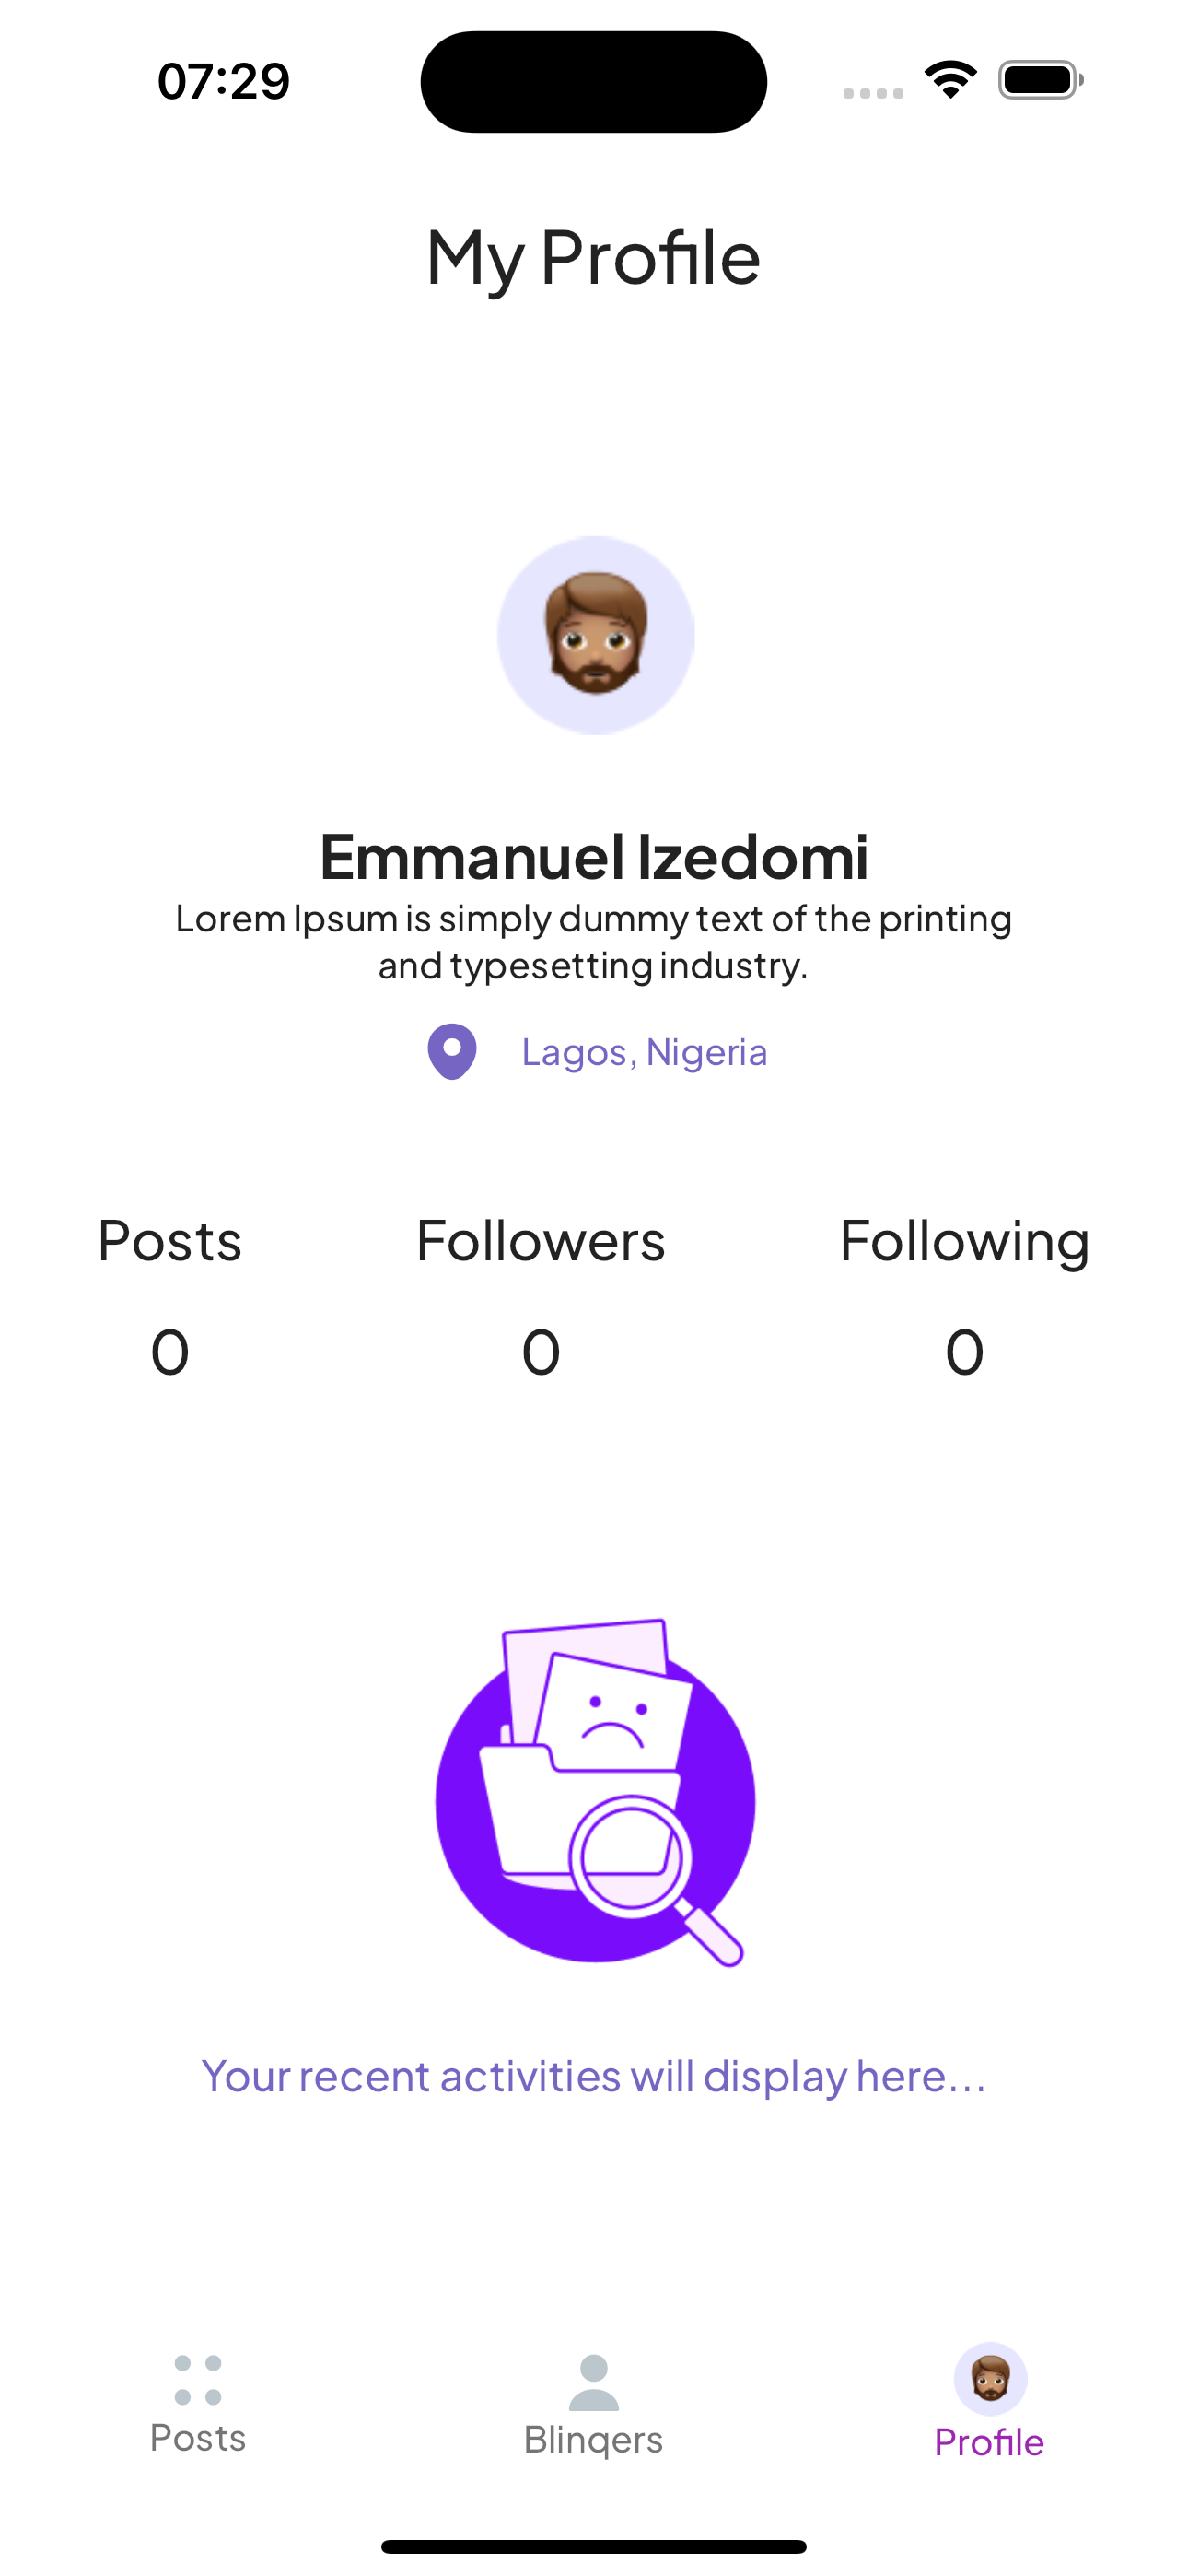 07:29
My Profile
Emmanuel Izedomi
Lorem Ipsum is simply dummy text of the printing
and typesetting industry.
Lagos, Nigeria
Posts Followers Following
0 0 0
Your recent activities will display here...
Posts Blinqers Profile